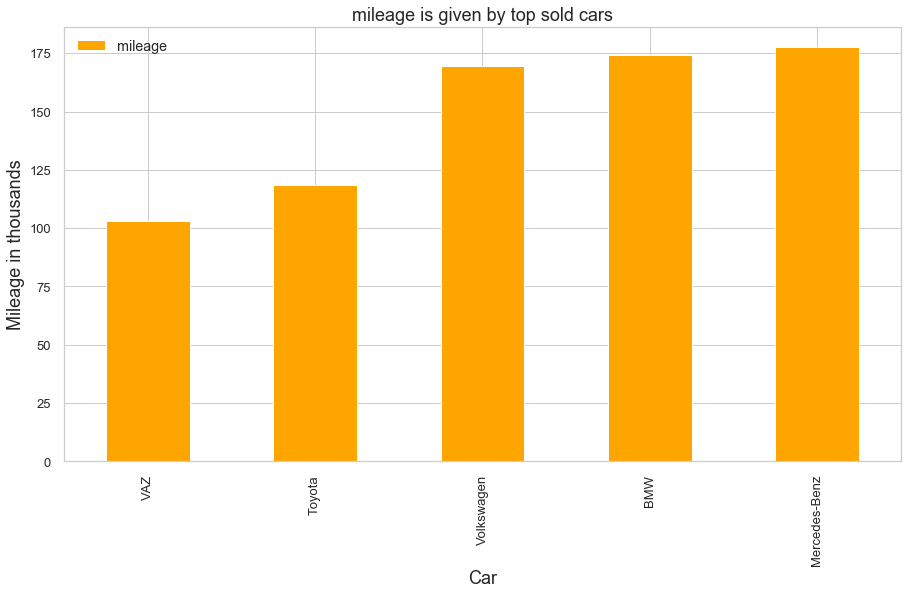 mileage is given by top sold cars
mileage
Mileage in thousands
175
150
125
100
75
50
25
0
VAZ
Toyota
Volkswagen
BMW
Mercedes-Benz
Car